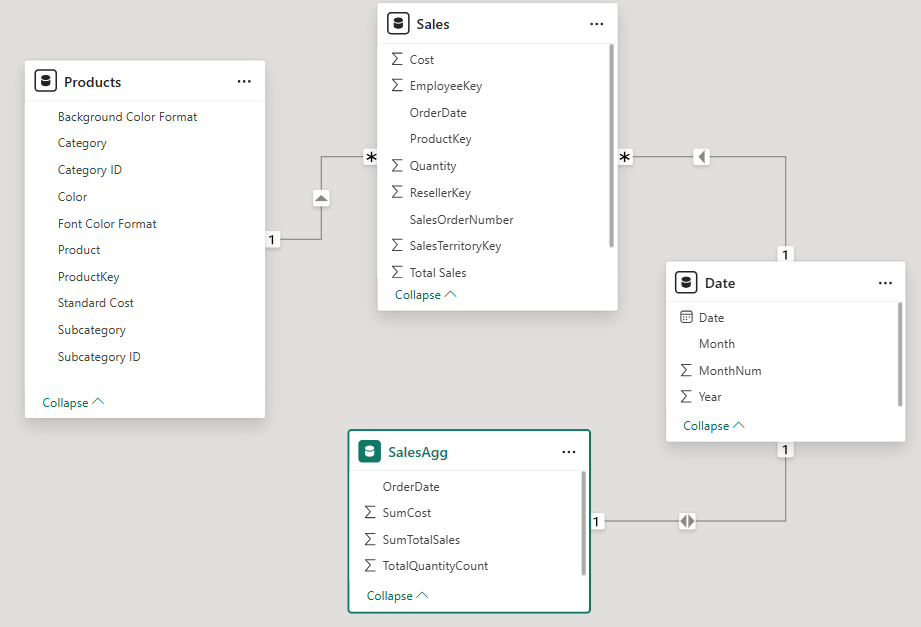 Sales
Σ Cost
Σ EmployeeKey
OrderDate
ProductKey
Σ Quantity
Σ ResellerKey
SalesOrderNumber
Σ SalesTerritoryKey
Σ Total Sales
Collapse
Products
Background Color Format
Category
Category ID
Color
Font Color Format
Product
ProductKey
Standard Cost
Subcategory
Subcategory ID
Collapse
1
*
*
1
Date
Date
Month
Σ MonthNum
Σ Year
Collapse
1
SalesAgg
OrderDate
Σ SumCost
Σ SumTotalSales
Σ TotalQuantityCount
Collapse
1